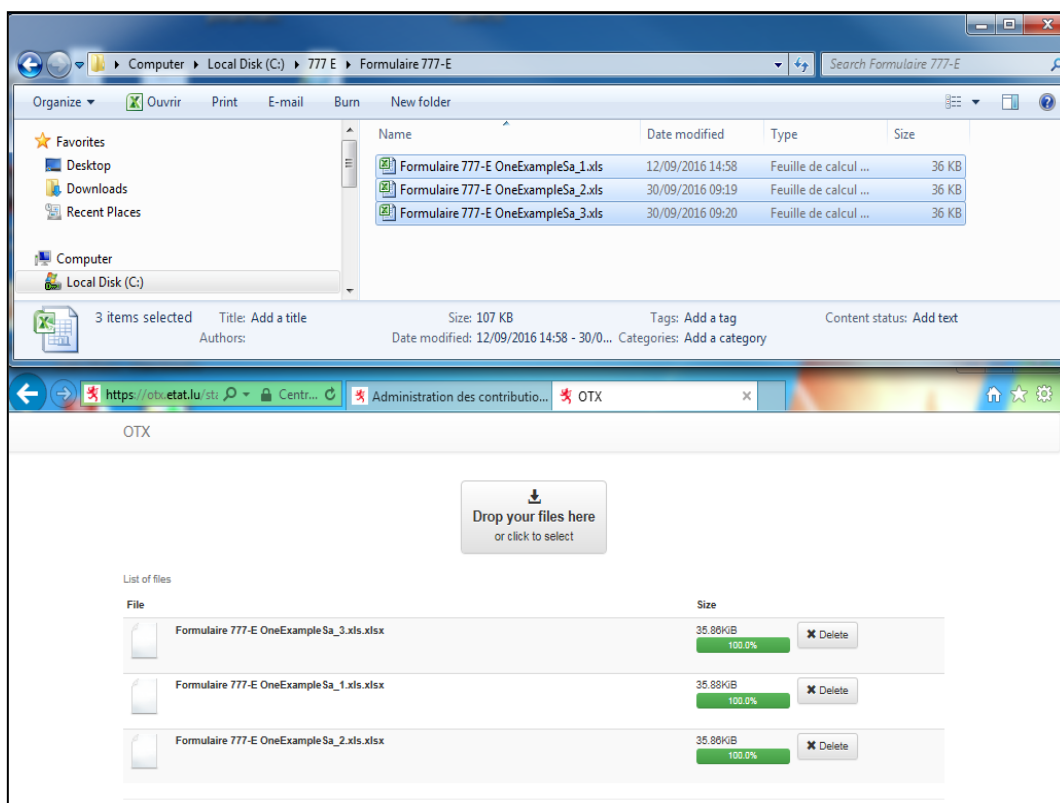 Computer ▸ Local Disk (C:) ▸ 777 E ▸ Formulaire 777-E
Search Formulaire 777-E
Organize Ouvrir Print E-mail Burn New folder
Favorites
Desktop
Downloads
Recent Places
Computer
Local Disk (C:)
Name Date modified Type Size
Formulaire 777-E OneExampleSa_1.xls 12/09/2016 14:58 Feuille de calcul ... 36 KB
Formulaire 777-E OneExampleSa_2.xls 30/09/2016 09:19 Feuille de calcul ... 36 KB
Formulaire 777-E OneExampleSa_3.xls 30/09/2016 09:20 Feuille de calcul ... 36 KB
3 items selected Title: Add a title Size: 107 KB Tags: Add a tag Content status: Add text
Authors: Date modified: 12/09/2016 14:58 - 30/0... Categories: Add a category
https://otx.etat.lu/sta Centr... Administration des contributio... OTX
OTX
Drop your files here
or click to select
List of files
File Size
Formulaire 777-E OneExampleSa_3.xls.xlsx 35.86KiB Delete
100.0%
Formulaire 777-E OneExampleSa_1.xls.xlsx 35.88KiB Delete
100.0%
Formulaire 777-E OneExampleSa_2.xls.xlsx 35.86KiB Delete
100.0%